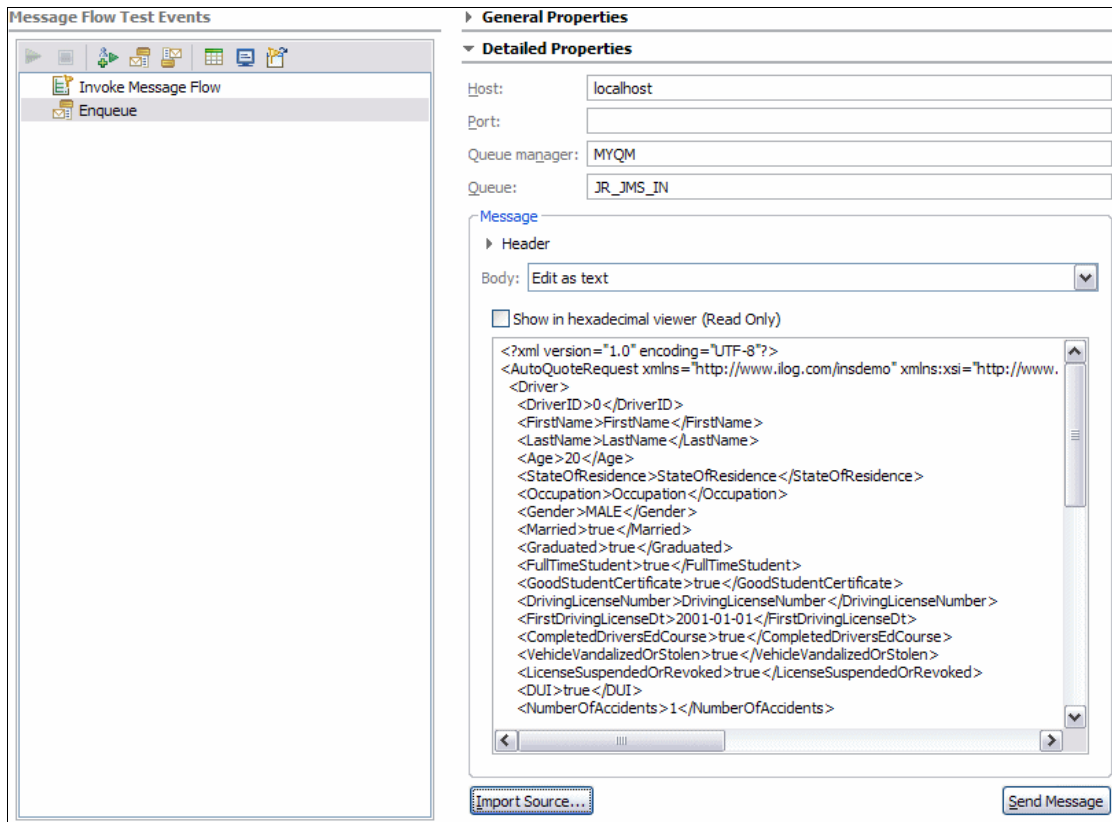 Message Flow Test Events
Invoke Message Flow
Enqueue
General Properties
Detailed Properties
Host: localhost
Port:
Queue manager: MYQM
Queue: JR_JMS_IN
Message
Header
Body: Edit as text
Show in hexadecimal viewer (Read Only)
<?xml version="1.0" encoding="UTF-8"?>
<AutoQuoteRequest xmlns="http://www.ilog.com/insdemo" xmlns:xsi="http://www.
<Driver>
<DriverID>0</DriverID>
<FirstName>FirstName</FirstName>
<LastName>LastName</LastName>
<Age>20</Age>
<StateOfResidence>StateOfResidence</StateOfResidence>
<Occupation>Occupation</Occupation>
<Gender>MALE</Gender>
<Married>true</Married>
<Graduated>true</Graduated>
<FullTimeStudent>true</FullTimeStudent>
<GoodStudentCertificate>true</GoodStudentCertificate>
<DrivingLicenseNumber>DrivingLicenseNumber</DrivingLicenseNumber>
<FirstDrivingLicenseDt>2001-01-01</FirstDrivingLicenseDt>
<CompletedDriversEdCourse>true</CompletedDriversEdCourse>
<VehicleVandalizedOrStolen>true</VehicleVandalizedOrStolen>
<LicenseSuspendedOrRevoked>true</LicenseSuspendedOrRevoked>
<DUI>true</DUI>
<NumberOfAccidents>1</NumberOfAccidents>
Import Source...
Send Message